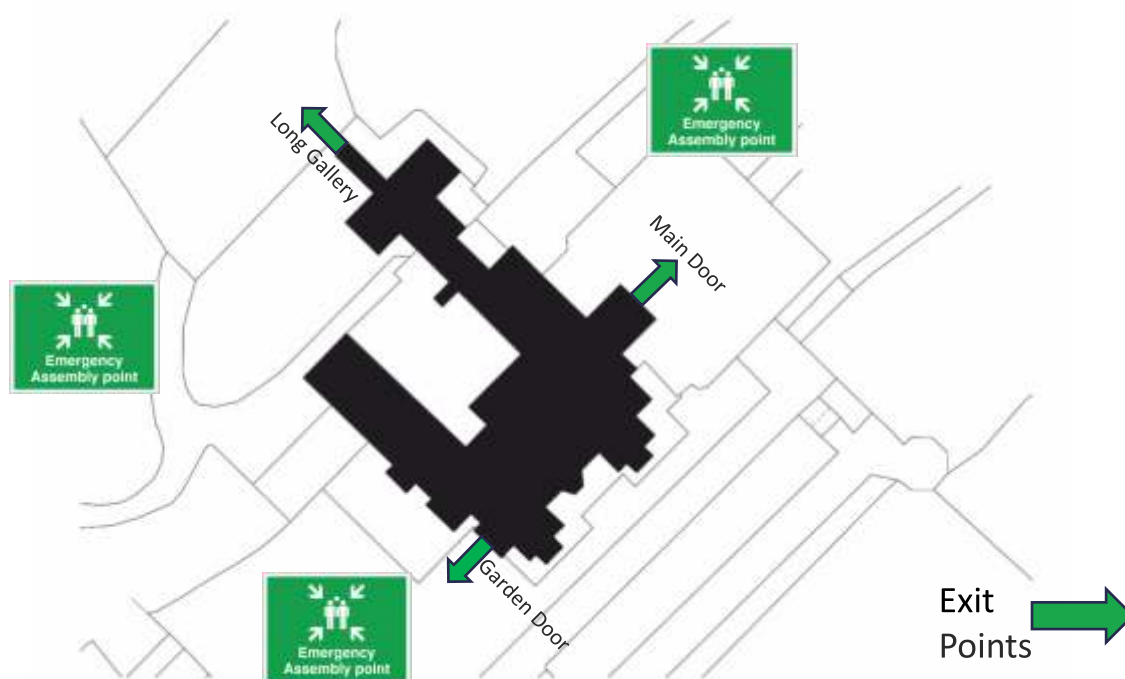 Emergency
Assembly point
Long Gallery
Main Door
Emergency
Assembly point
Garden Door
Emergency
Assembly point
Exit
Points